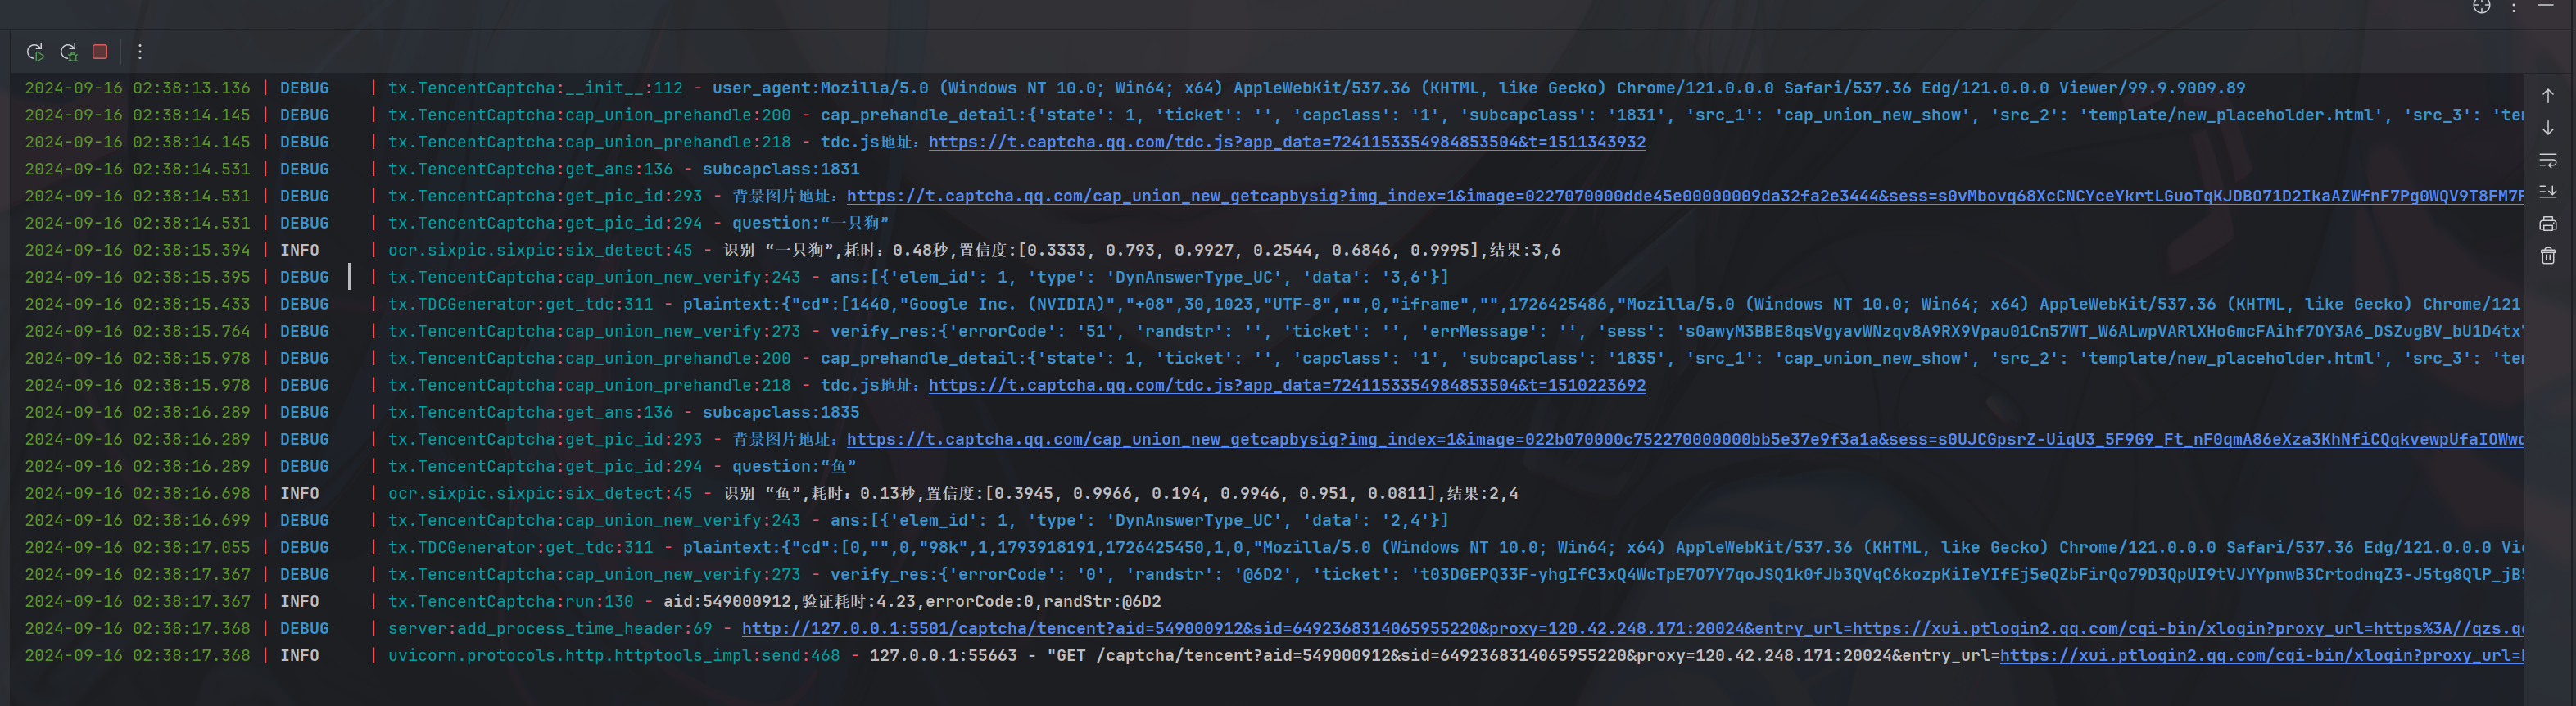 2024-09-16 02:38:13.136 | DEBUG    | tx.TencentCaptcha:__init__:112 - user_agent:Mozilla/5.0 (Windows NT 10.0; Win64; x64) AppleWebKit/537.36 (KHTML, like Gecko) Chrome/121.0.0.0 Safari/537.36 Edg/121.0.0.0 Viewer/99.9.9009.89
2024-09-16 02:38:14.145 | DEBUG    | tx.TencentCaptcha:cap_union_prehandle:200 - cap_prehandle_detail:{'state': 1, 'ticket': '', 'capclass': '1', 'subcapclass': '1831', 'src_1': 'cap_union_new_show', 'src_2': 'template/new_placeholder.html', 'src_3': 'ter
2024-09-16 02:38:14.145 | DEBUG    | tx.TencentCaptcha:cap_union_prehandle:218 - tdc.js地址：https://t.captcha.qq.com/tdc.js?app_data=7241153354984853504&t=1511343932
2024-09-16 02:38:14.531 | DEBUG    | tx.TencentCaptcha:get_ans:136 - subcapclass:1831
2024-09-16 02:38:14.531 | DEBUG    | tx.TencentCaptcha:get_pic_id:293 - 背景图片地址：https://t.captcha.qq.com/cap_union_new_getcapbysig?img_index=1&image=0227070000dde45e00000009da32fa2e3444&sess=s0vMbovq68XcCNCYceYkrtLGuoTqKJDBO71D2IkaAZWfnF7Pg0WQV9T8FM7F
2024-09-16 02:38:14.531 | DEBUG    | tx.TencentCaptcha:get_pic_id:294 - question:“一只狗”
2024-09-16 02:38:15.394 | INFO     | ocr.sixpic.sixpic:six_detect:45 - 识别 “一只狗”,耗时：0.48秒,置信度:[0.3333, 0.793, 0.9927, 0.2544, 0.6846, 0.9995],结果:3,6
2024-09-16 02:38:15.395 | DEBUG    | tx.TencentCaptcha:cap_union_new_verify:243 - ans:[{'elem_id': 1, 'type': 'DynAnswerType_UC', 'data': '3,6'}]
2024-09-16 02:38:15.433 | DEBUG    | tx.TDCGenerator:get_tdc:311 - plaintext:{"cd":[1440,"Google Inc. (NVIDIA)","+08",30,1023,"UTF-8","",0,"iframe","",1726425486,"Mozilla/5.0 (Windows NT 10.0; Win64; x64) AppleWebKit/537.36 (KHTML, like Gecko) Chrome/121
2024-09-16 02:38:15.764 | DEBUG    | tx.TencentCaptcha:cap_union_new_verify:273 - verify_res:{'errorCode': '51', 'randstr': '', 'ticket': '', 'errMessage': '', 'sess': 's0awyM3BBE8qsVgyavWNzqv8A9RX9Vpau01Cn57WT_W6ALwpVARlXHoGmcFAihf7OY3A6_DSZugBV_bU1D4tx
2024-09-16 02:38:15.978 | DEBUG    | tx.TencentCaptcha:cap_union_prehandle:200 - cap_prehandle_detail:{'state': 1, 'ticket': '', 'capclass': '1', 'subcapclass': '1835', 'src_1': 'cap_union_new_show', 'src_2': 'template/new_placeholder.html', 'src_3': 'ter
2024-09-16 02:38:15.978 | DEBUG    | tx.TencentCaptcha:cap_union_prehandle:218 - tdc.js地址：https://t.captcha.qq.com/tdc.js?app_data=7241153354984853504&t=1510223692
2024-09-16 02:38:16.289 | DEBUG    | tx.TencentCaptcha:get_ans:136 - subcapclass:1835
2024-09-16 02:38:16.289 | DEBUG    | tx.TencentCaptcha:get_pic_id:293 - 背景图片地址：https://t.captcha.qq.com/cap_union_new_getcapbysig?img_index=1&image=022b070000c752270000000bb5e37e9f3a1a&sess=s0UJCGpsrZ-UiqU3_5F9G9_Ft_nF0qmA86eXza3KhNfiCQqkvewpUfaIOWwc
2024-09-16 02:38:16.289 | DEBUG    | tx.TencentCaptcha:get_pic_id:294 - question:“鱼”
2024-09-16 02:38:16.698 | INFO     | ocr.sixpic.sixpic:six_detect:45 - 识别 “鱼”,耗时：0.13秒,置信度:[0.3945, 0.9966, 0.194, 0.9946, 0.951, 0.0811],结果:2,4
2024-09-16 02:38:16.699 | DEBUG    | tx.TencentCaptcha:cap_union_new_verify:243 - ans:[{'elem_id': 1, 'type': 'DynAnswerType_UC', 'data': '2,4'}]
2024-09-16 02:38:17.055 | DEBUG    | tx.TDCGenerator:get_tdc:311 - plaintext:{"cd":[0,"",0,"98k",1,1793918191,1726425450,1,0,"Mozilla/5.0 (Windows NT 10.0; Win64; x64) AppleWebKit/537.36 (KHTML, like Gecko) Chrome/121.0.0.0 Safari/537.36 Edg/121.0.0.0 Vi
2024-09-16 02:38:17.367 | DEBUG    | tx.TencentCaptcha:cap_union_new_verify:273 - verify_res:{'errorCode': '0', 'randstr': '@6D2', 'ticket': 't03DGEPQ33F-yhgIfC3xQ4WcTpE7O7Y7qoJSQ1k0fJb3QVqC6kozpKiIeYIfEj5eQZbFirQo79D3QpUI9tVJYYpnwB3CrtodnqZ3-J5tg8QlP_jB
2024-09-16 02:38:17.367 | INFO     | tx.TencentCaptcha:run:130 - aid:549000912,验证耗时:4.23,errorCode:0,randStr:@6D2
2024-09-16 02:38:17.368 | DEBUG    | server:add_process_time_header:69 - http://127.0.0.1:5501/captcha/tencent?aid=549000912&sid=6492368314065955220&proxy=120.42.248.171:20024&entry_url=https://xui.ptlogin2.qq.com/cgi-bin/xlogin?proxy_url=https%3A//qzs.q
2024-09-16 02:38:17.368 | INFO     | uvicorn.protocols.http.httptools_impl:send:468 - 127.0.0.1:55663 - "GET /captcha/tencent?aid=549000912&sid=6492368314065955220&proxy=120.42.248.171:20024&entry_url=https://xui.ptlogin2.qq.com/cgi-bin/xlogin?proxy_url=